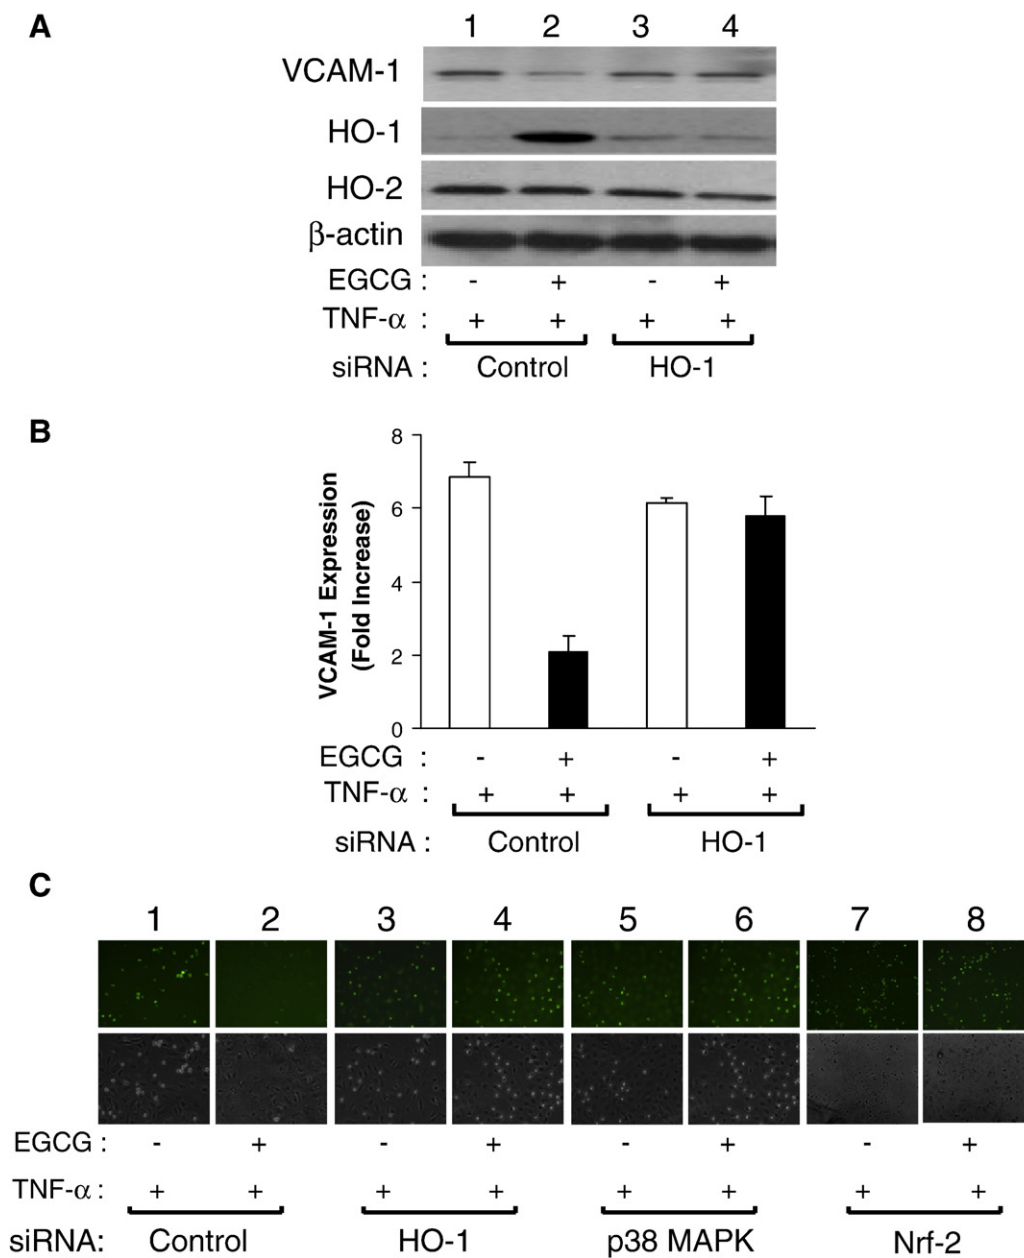 A
1 2 3 4
VCAM-1
HO-1
HO-2
β-actin
EGCG : - + - +
TNF-α : + + + +
siRNA : Control HO-1
B
8
6
4
2
0
VCAM-1 Expression
(Fold Increase)
EGCG : - + - +
TNF-α : + + + +
siRNA : Control HO-1
C
1 2 3 4 5 6 7 8
EGCG : - + - + - + - +
TNF-α : + + + + + + + +
siRNA: Control HO-1 p38 MAPK Nrf-2